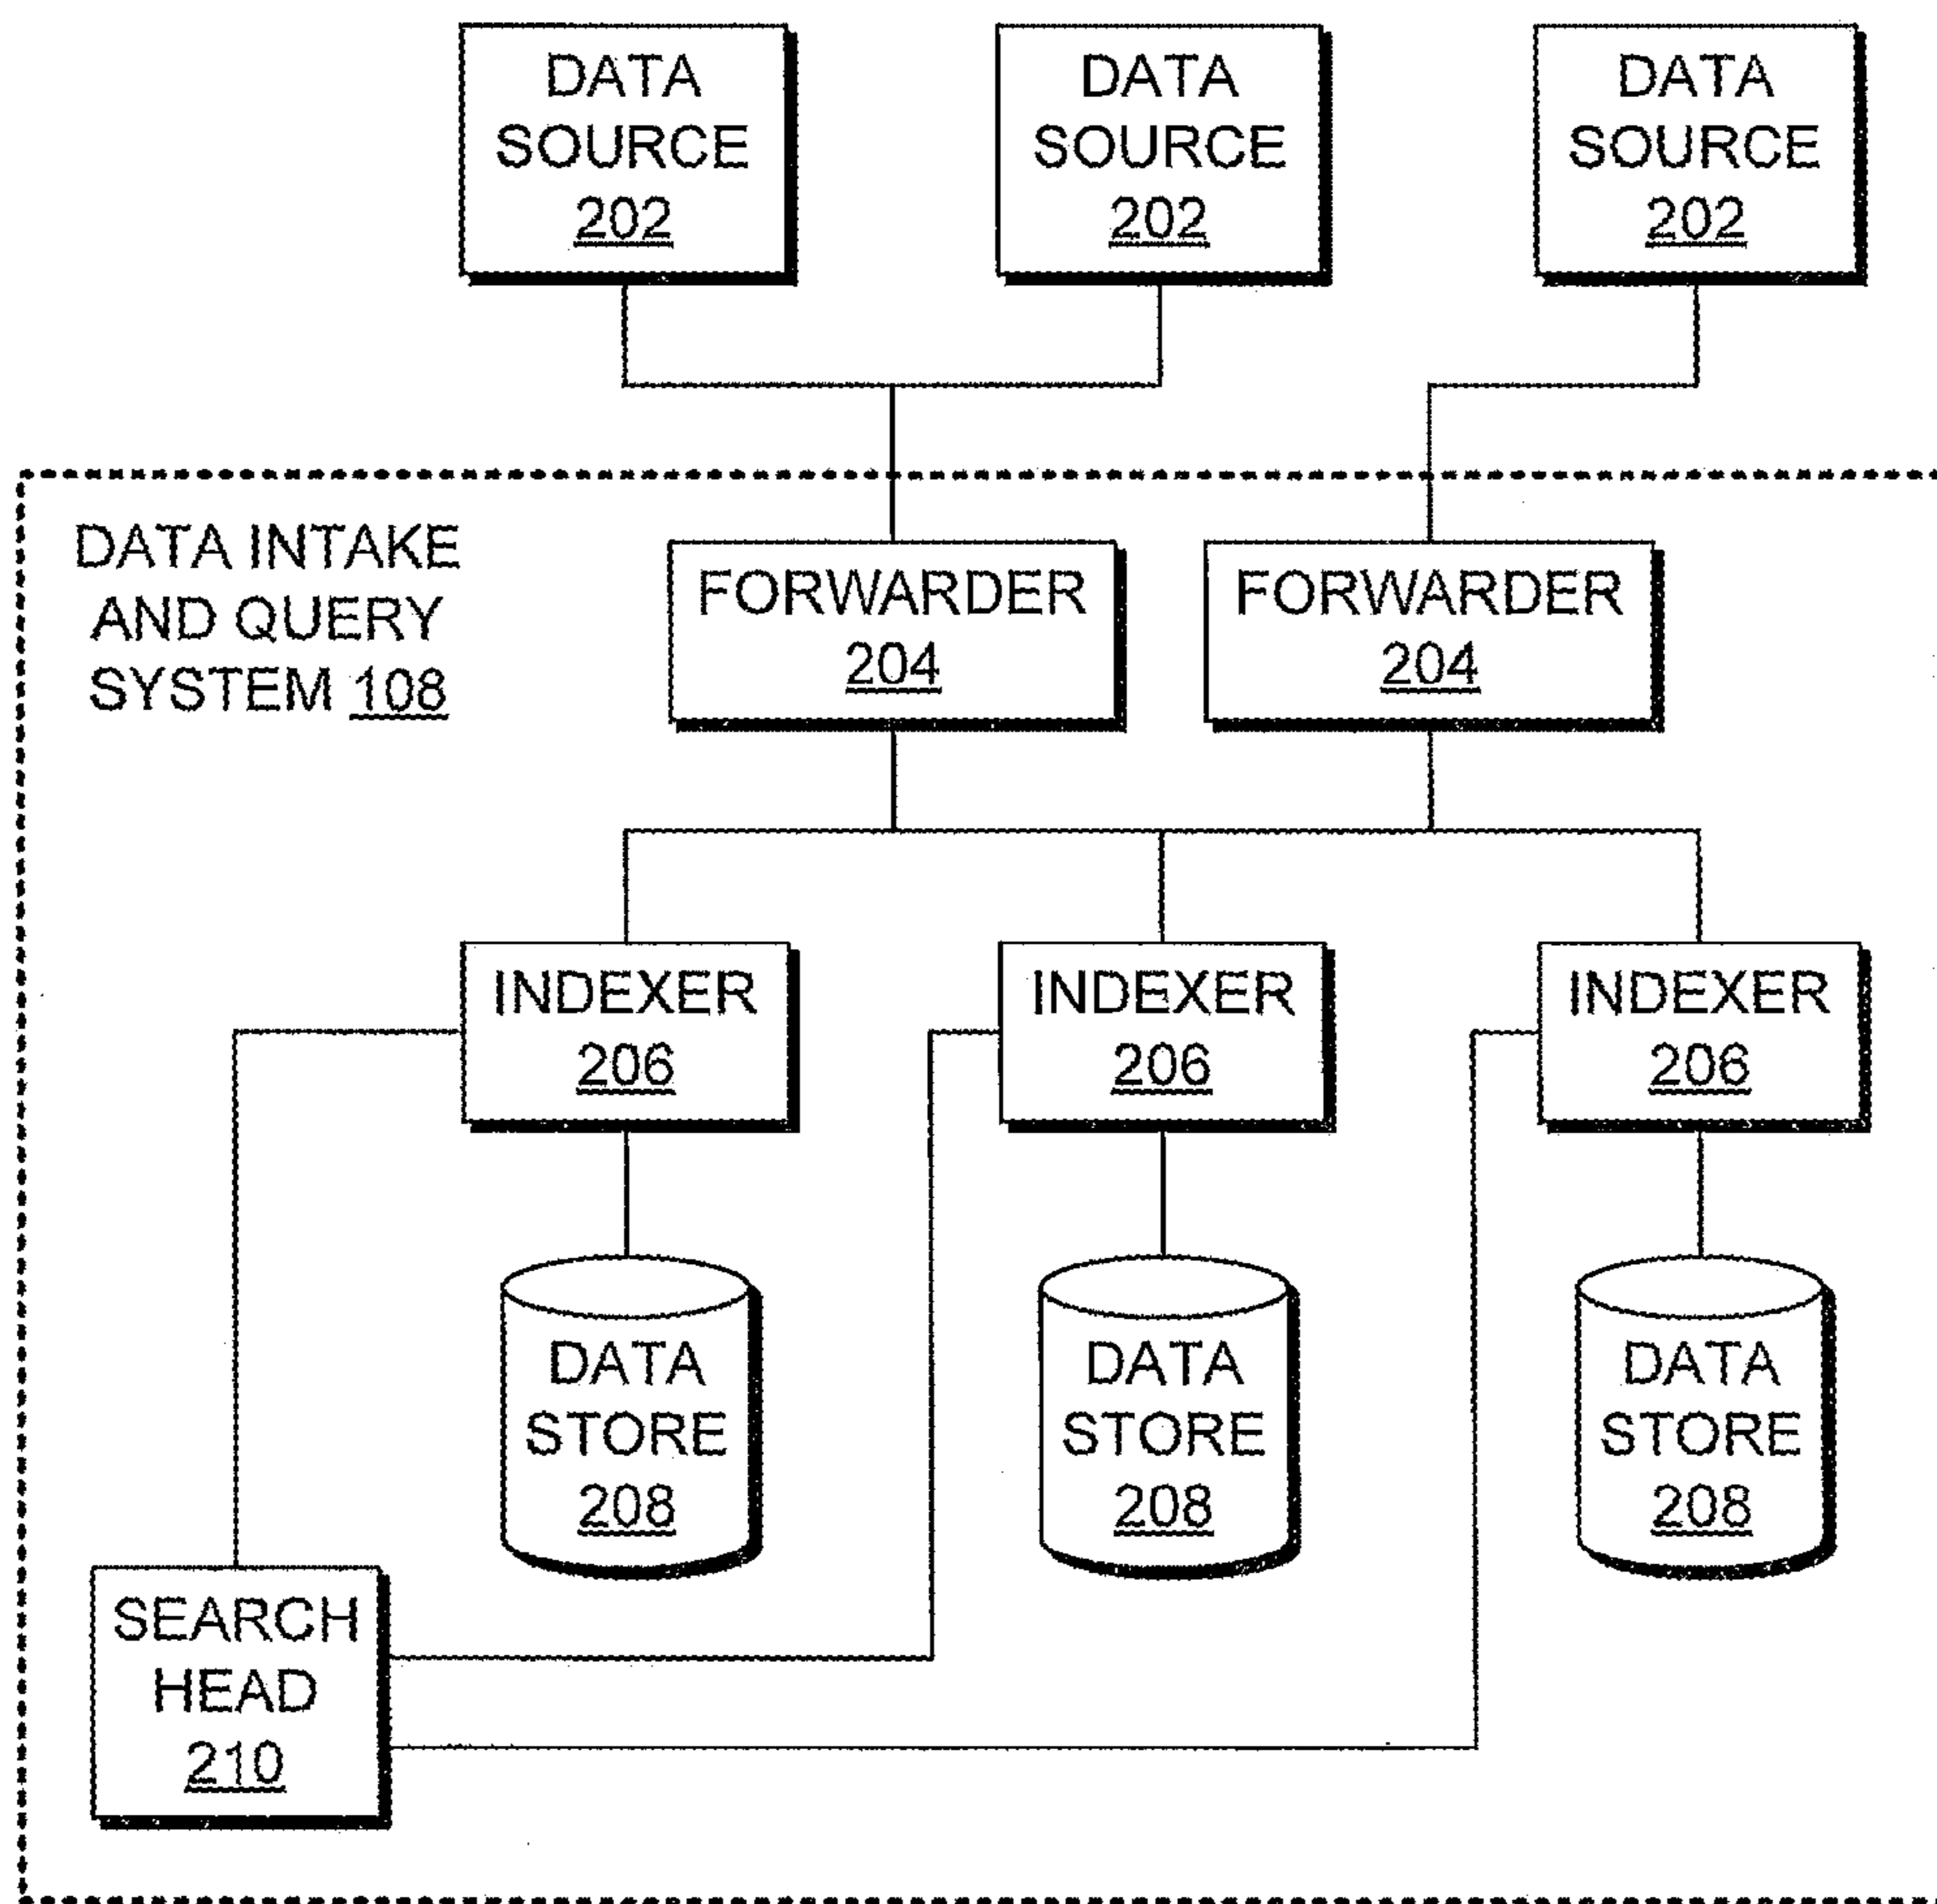 DATA
SOURCE
202
DATA
SOURCE
202
DATA
SOURCE
202
DATA INTAKE
AND QUERY
SYSTEM 108
FORWARDER
204
FORWARDER
204
INDEXER
206
INDEXER
206
INDEXER
206
DATA
STORE
208
DATA
STORE
208
DATA
STORE
208
SEARCH
HEAD
210